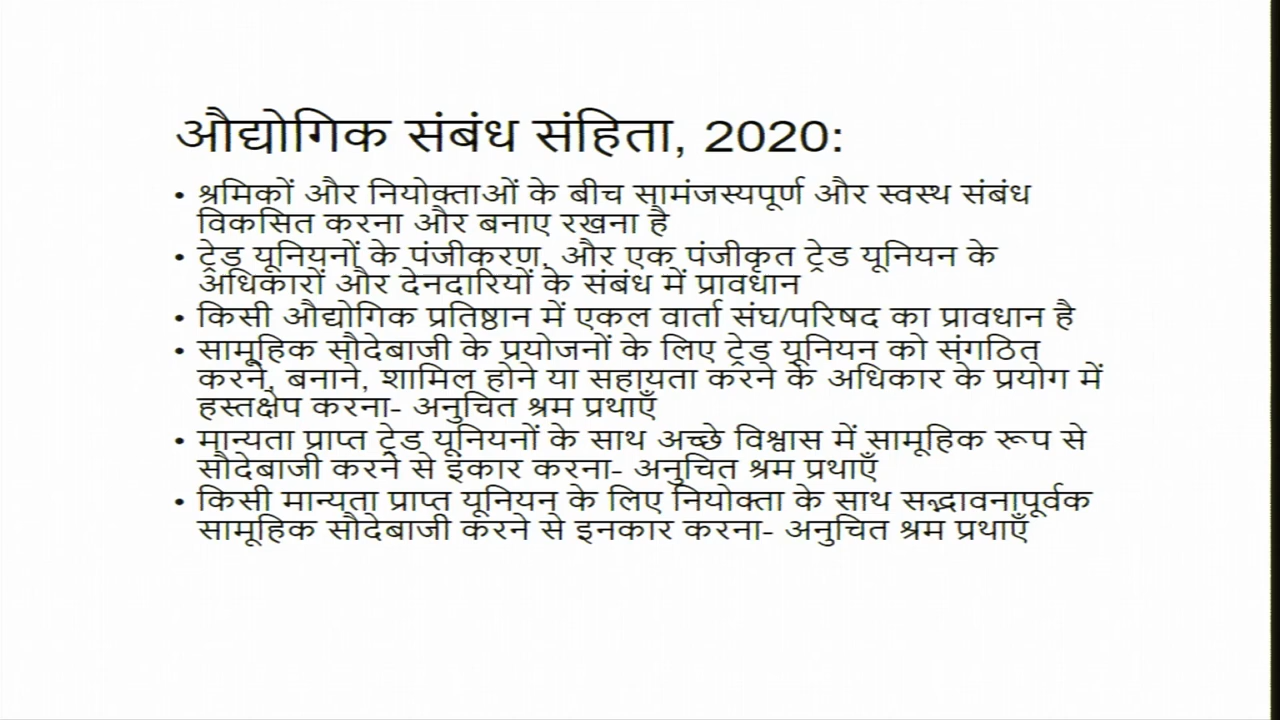 औद्योगिक संबंध संहिता, 2020:
• श्रमिकों और नियोक्ताओं के बीच सामंजस्यपूर्ण और स्वस्थ संबंध
विकसित करना और बनाए रखना है
• ट्रेड यूनियनों के पंजीकरण, और एक पंजीकृत ट्रेड यूनियन के
अधिकारों और देनदारियों के संबंध में प्रावधान
• किसी औद्योगिक प्रतिष्ठान में एकल वार्ता संघ/परिषद का प्रावधान है
• सामूहिक सौदेबाजी के प्रयोजनों के लिए ट्रेड यूनियन को संगठित
करने, बनाने, शामिल होने या सहायता करने के अधिकार के प्रयोग में
हस्तक्षेप करना- अनुचित श्रम प्रथाएँ
• मान्यता प्राप्त ट्रेड यूनियनों के साथ अच्छे विश्वास में सामूहिक रूप से
सौदेबाजी करने से इंकार करना- अनुचित श्रम प्रथाएँ
• किसी मान्यता प्राप्त यूनियन के लिए नियोक्ता के साथ सद्भावनापूर्वक
सामूहिक सौदेबाजी करने से इनकार करना- अनुचित श्रम प्रथाएँ